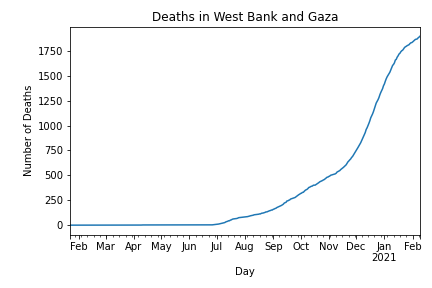 Deaths in West Bank and Gaza
Number of Deaths
1750
1500
1250
1000
750
500
250
0
Feb Mar Apr May Jun Jul Aug Sep Oct Nov Dec Jan Feb
2021
Day